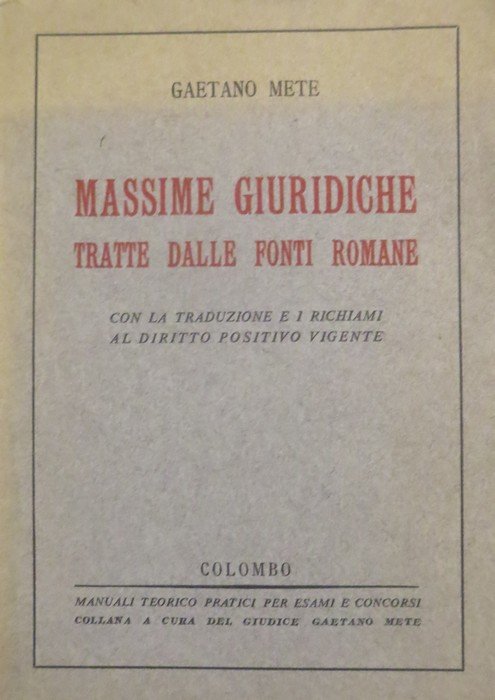 GAETANO METE
MASSIME GIURIDICHE
TRATTE DALLE FONTI ROMANE
CON LA TRADUZIONE E I RICHIAMI
AL DIRITTO POSITIVO VIGENTE
COLOMBO
MANUALI TEORICO PRATICI PER ESAMI E CONCORSI
COLLANA A CURA DEL GIUDICE GAETANO METE